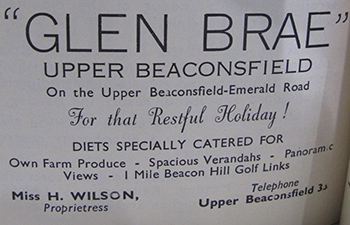 "GLEN BRAE"
UPPER BEACONSFIELD
On the Upper Beaconsfield-Emerald Road
For that Restful Holiday!
DIETS SPECIALLY CATERED FOR
Own Farm Produce - Spacious Verandahs - Panoramic
Views - 1 Mile Beacon Hill Golf Links
Miss H. WILSON,
Proprietress
Telephone
Upper Beaconsfield 33